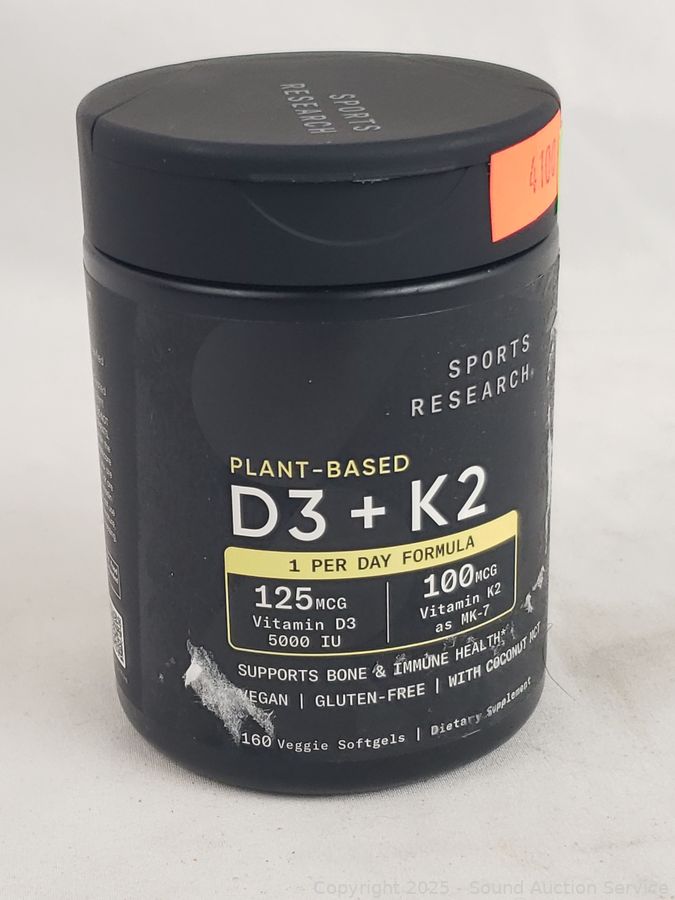 SPORTS
RESEARCH
4100
SPORTS
RESEARCH®
PLANT-BASED
D3 + K2
1 PER DAY FORMULA
125MCG
Vitamin D3
5000 IU
100MCG
Vitamin K2
as MK-7
SUPPORTS BONE & IMMUNE HEALTH*
VEGAN | GLUTEN-FREE | WITH COCONUT MCT
160 Veggie Softgels | Dietary Supplement
Copyright 2025 - Sound Auction Service